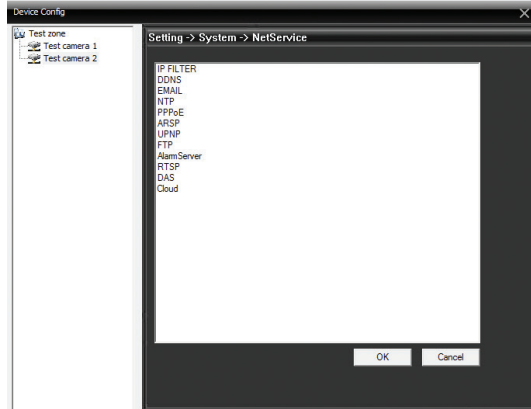 Device Config
Test zone
Test camera 1
Test camera 2
Setting -> System -> NetService
IP FILTER
DDNS
EMAIL
NTP
PPPoE
ARSP
UPNP
FTP
AlarmServer
RTSP
DAS
Cloud
OK
Cancel